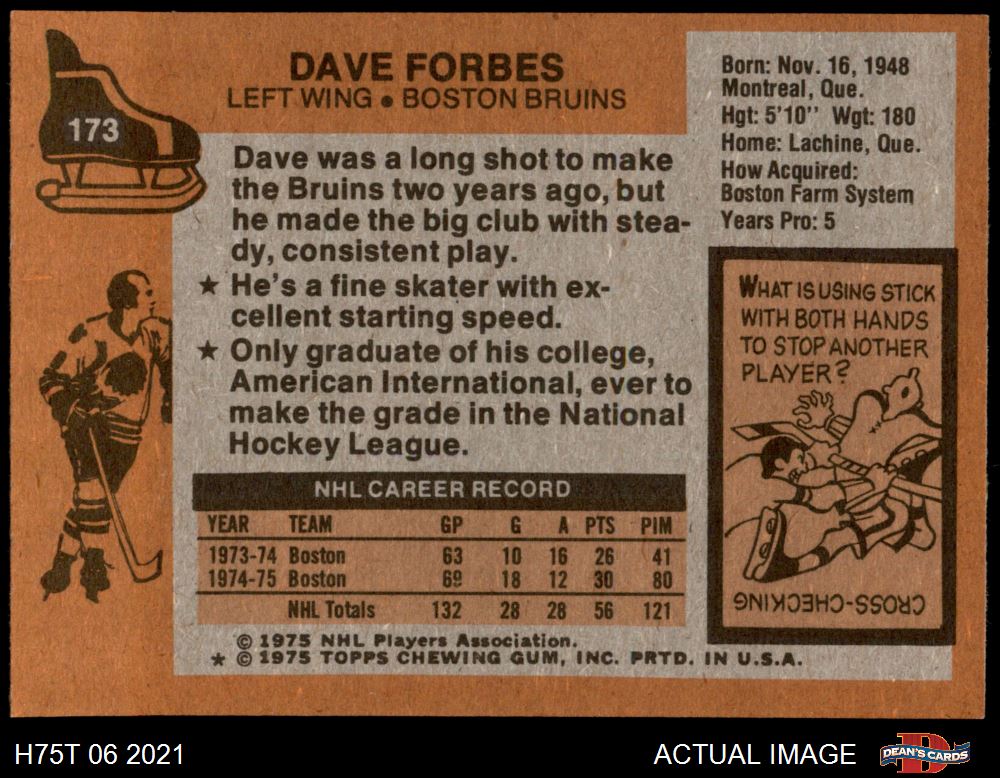 173
DAVE FORBES
LEFT WING ● BOSTON BRUINS
Dave was a long shot to make
the Bruins two years ago, but
he made the big club with stea-
dy, consistent play.
★ He's a fine skater with ex-
cellent starting speed.
★ Only graduate of his college,
American International, ever to
make the grade in the National
Hockey League.
NHL CAREER RECORD
YEAR TEAM GP G A PTS PIM
1973-74 Boston 63 10 16 26 41
1974-75 Boston 69 18 12 30 80
NHL Totals 132 28 28 56 121
© 1975 NHL Players Association.
★ © 1975 TOPPS CHEWING GUM, INC. PRTD. IN U.S.A.
Born: Nov. 16, 1948
Montreal, Que.
Hgt: 5'10" Wgt: 180
Home: Lachine, Que.
How Acquired:
Boston Farm System
Years Pro: 5
WHAT IS USING STICK
WITH BOTH HANDS
TO STOP ANOTHER
PLAYER?
CROSS-CHECKING
H75T 06 2021
ACTUAL IMAGE
D
DEAN'S CARDS